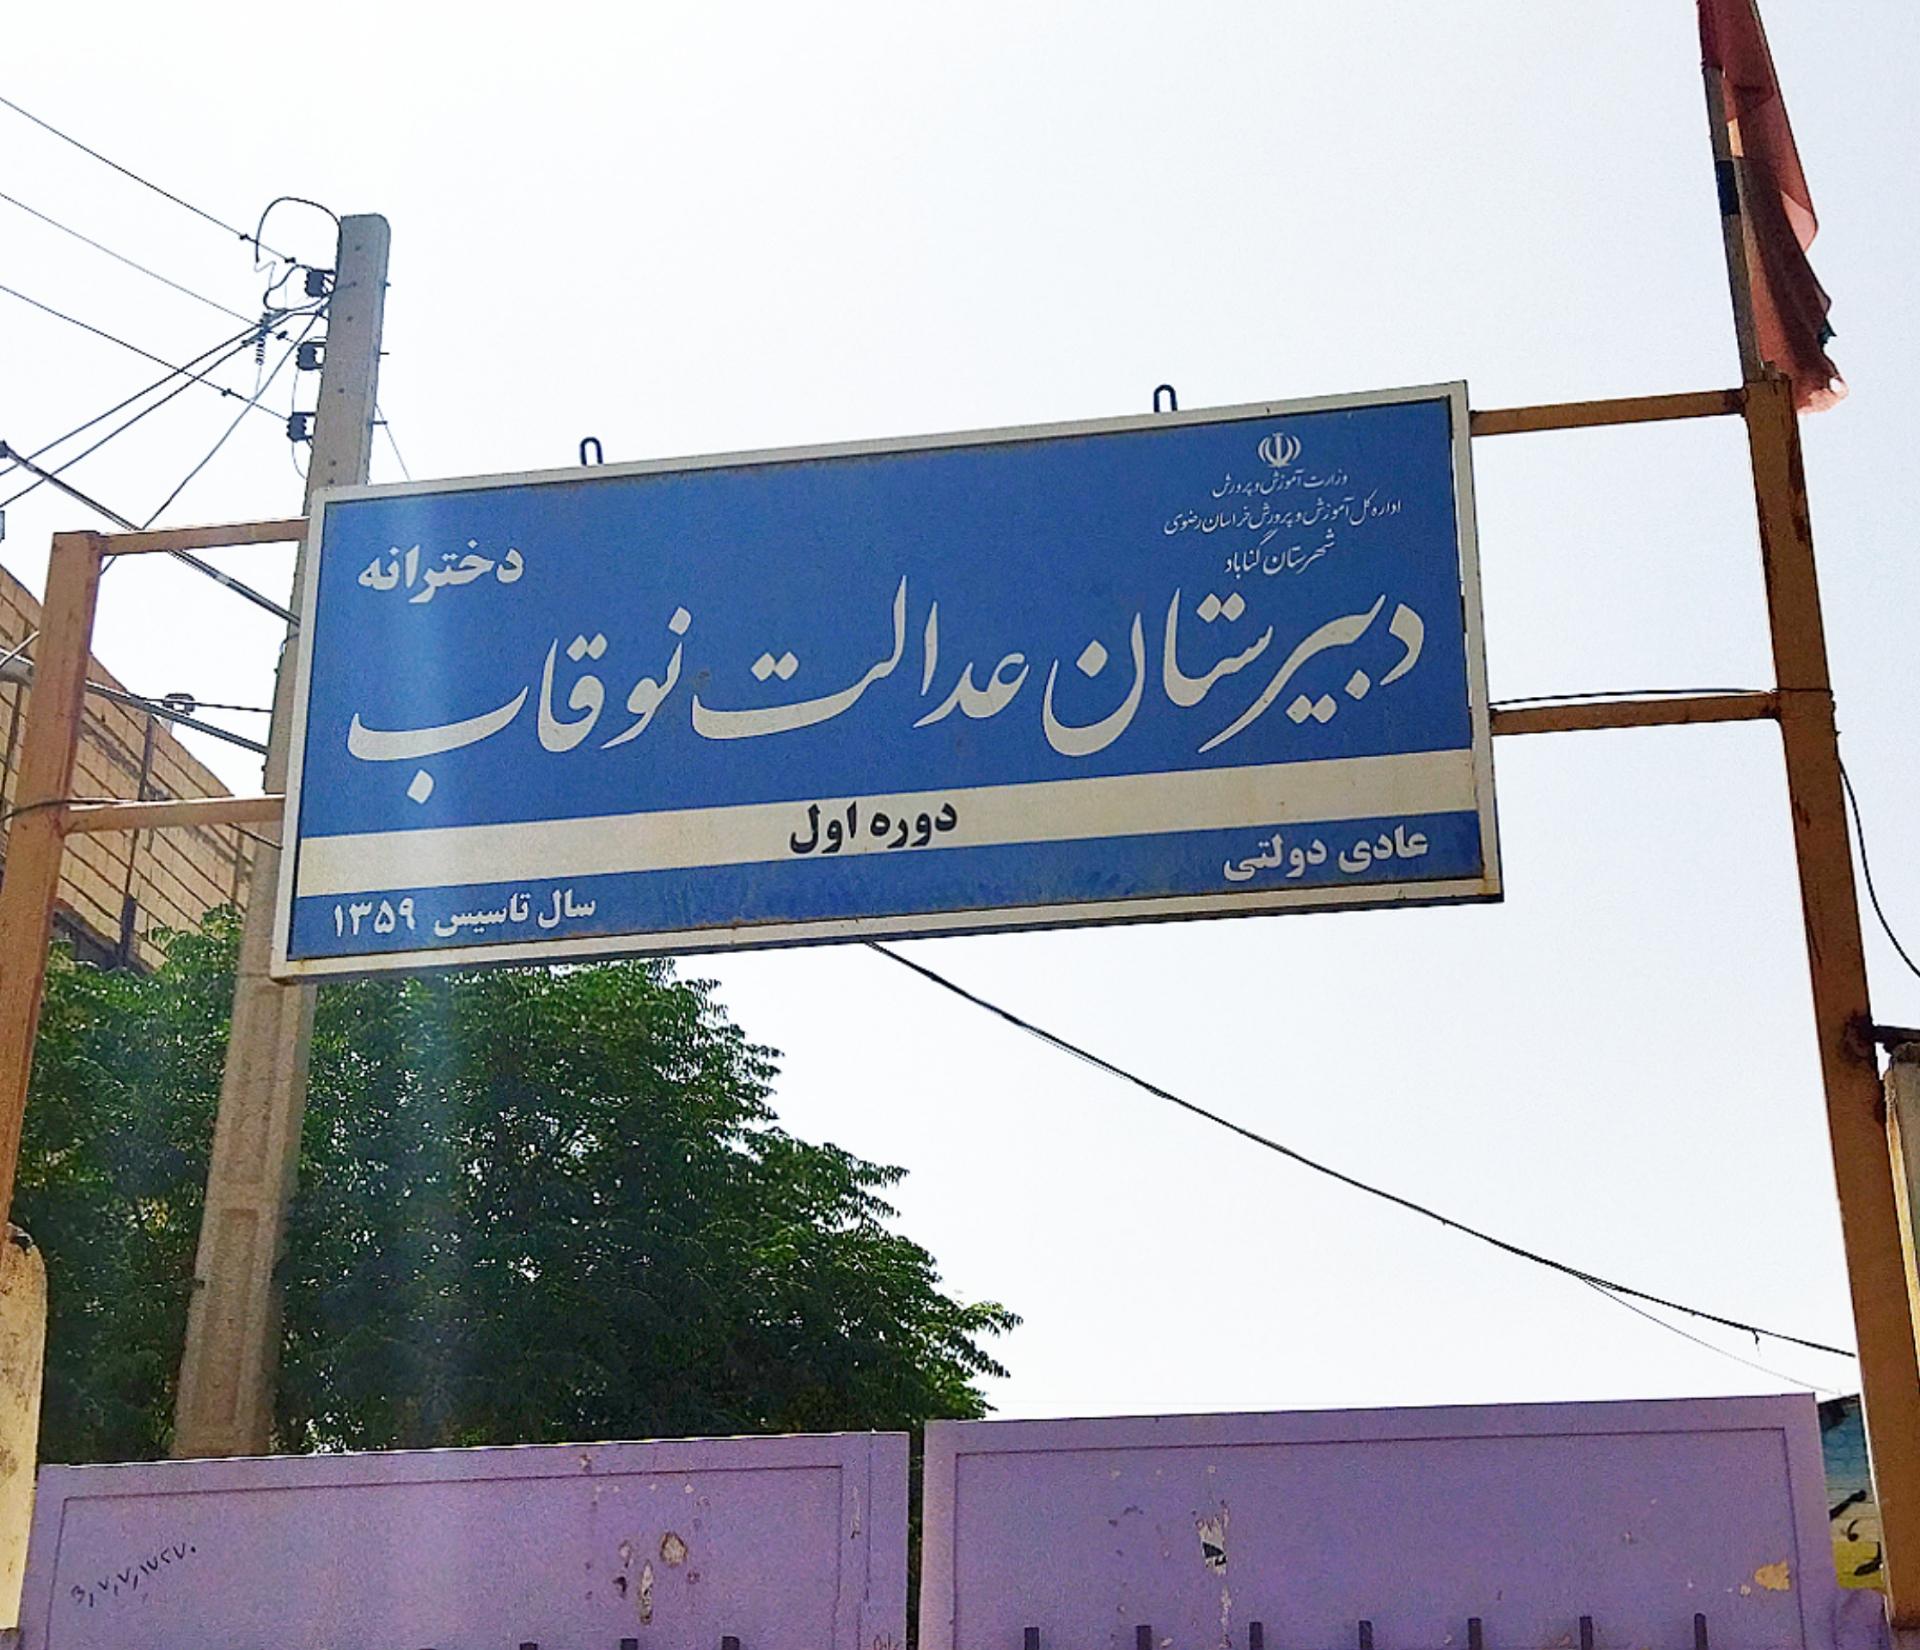 وزارت آموزش و پرورش
اداره کل آموزش و پرورش خراسان رضوی
شهرستان گناباد
دخترانه
دبیرستان عدالت نوقاب
دوره اول
عادی دولتی
سال تاسیس ۱۳۵۹